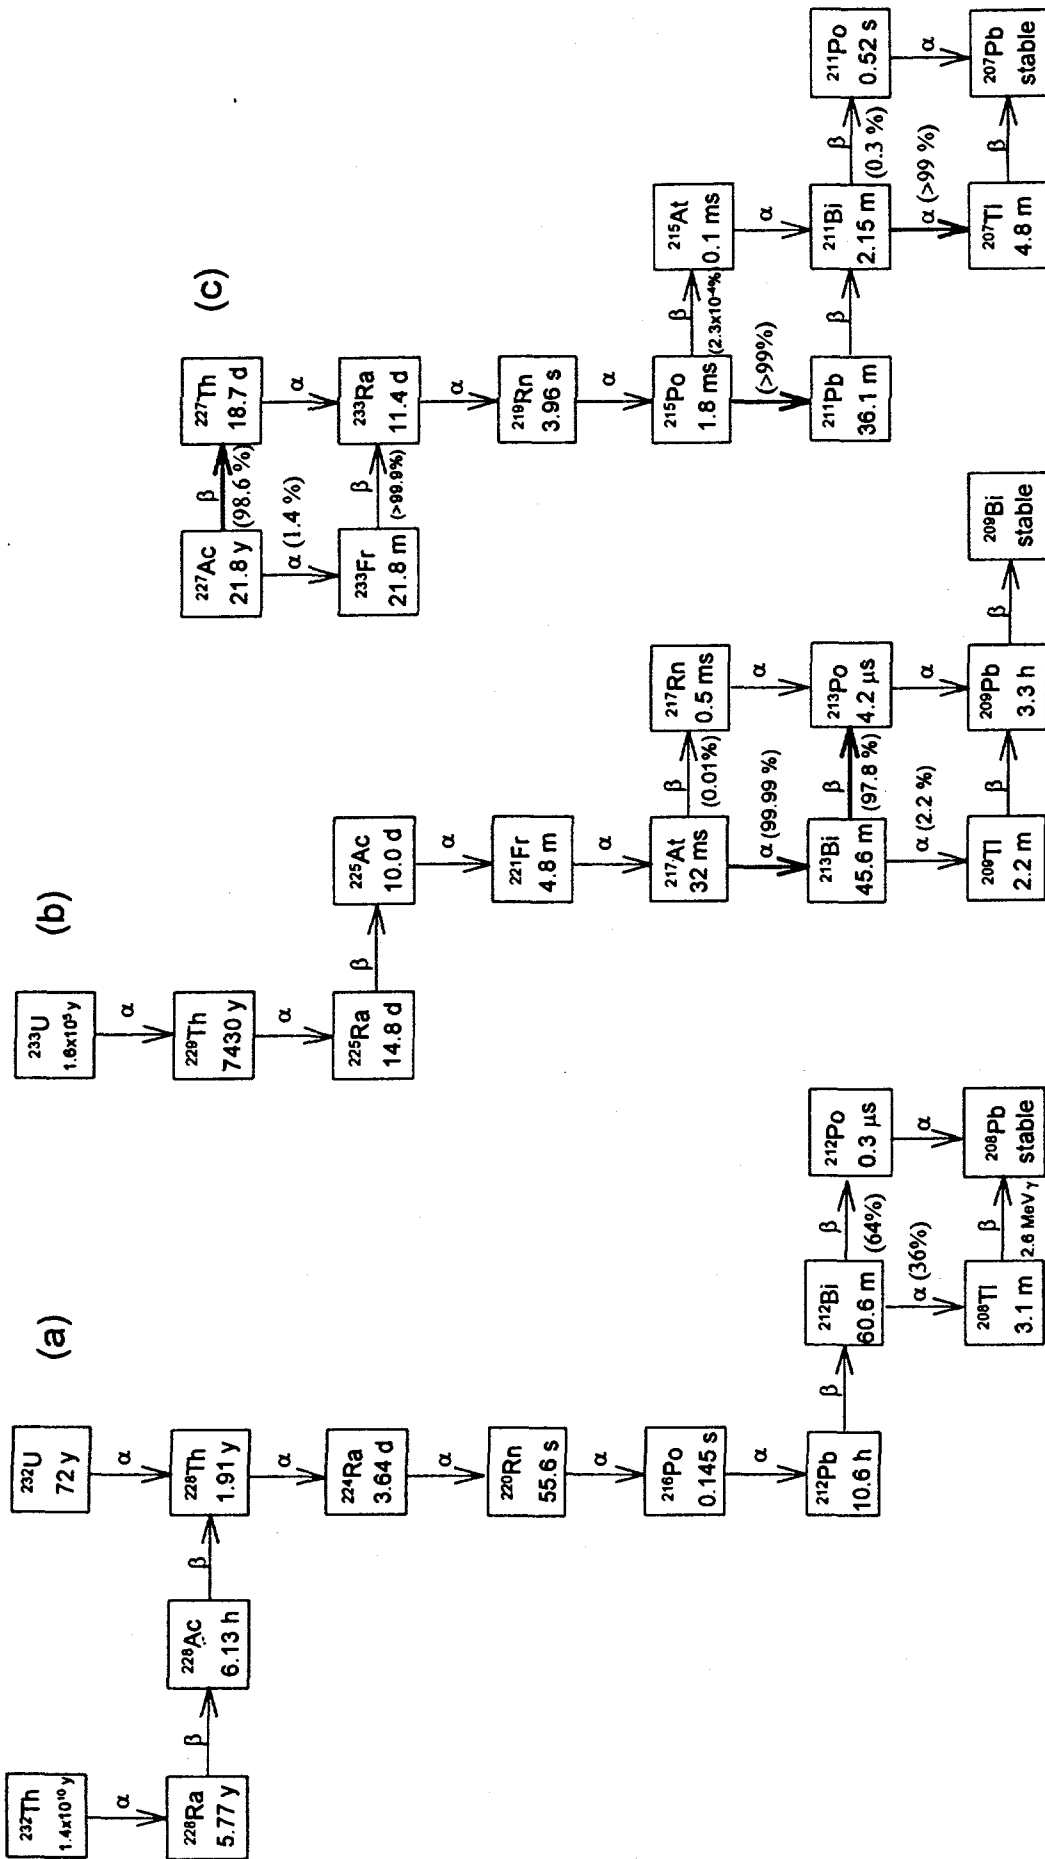 (a)
²³²Th
1.4x10¹⁰ y
α
²²⁸Ra
5.77 y
β
²²⁸Ac
6.13 h
β
²³²U
72 y
α
²²⁸Th
1.91 y
α
²²⁴Ra
3.64 d
α
²²⁰Rn
55.6 s
α
²¹⁶Po
0.145 s
α
²¹²Pb
10.6 h
β
²¹²Bi
60.6 m
β
(64%)
α (36%)
²¹²Po
0.3 µs
α
²⁰⁸Tl
3.1 m
β
2.6 MeV γ
²⁰⁸Pb
stable
(b)
²³³U
1.6x10⁵ y
α
²²⁹Th
7430 y
α
²²⁵Ra
14.8 d
β
²²⁵Ac
10.0 d
α
²²¹Fr
4.8 m
α
²¹⁷At
32 ms
β
(0.01%)
α (99.99 %)
²¹⁷Rn
0.5 ms
α
²¹³Bi
45.6 m
β
(97.8 %)
α (2.2 %)
²¹³Po
4.2 µs
α
²⁰⁹Tl
2.2 m
β
²⁰⁹Pb
3.3 h
β
²⁰⁹Bi
stable
(c)
²²⁷Ac
21.8 y
β
(98.6 %)
α (1.4 %)
²²⁷Th
18.7 d
α
²³³Fr
21.8 m
β
(>99.9%)
²³³Ra
11.4 d
α
²¹⁹Rn
3.96 s
α
²¹⁵Po
1.8 ms
β
(2.3x10⁻⁴%)
(>99%)
²¹⁵At
0.1 ms
α
²¹¹Pb
36.1 m
β
²¹¹Bi
2.15 m
β
(0.3 %)
α (>99 %)
²¹¹Po
0.52 s
α
²⁰⁷Tl
4.8 m
β
²⁰⁷Pb
stable